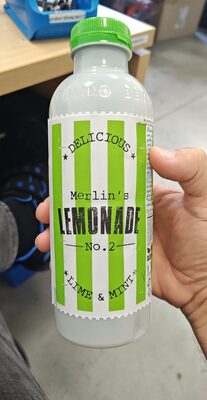 DELICIOUS
Merlin's
LEMONADE
No.2
LIME & MINT